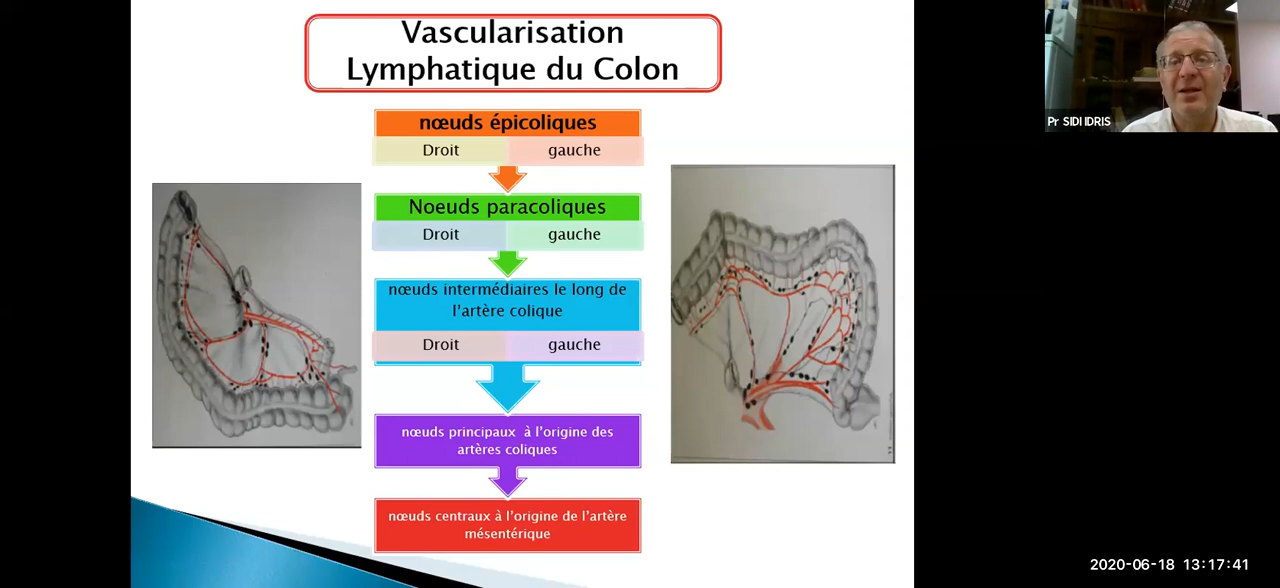 Vascularisation
Lymphatique du Colon
nœuds épicoliques
Droit gauche
Noeuds paracoliques
Droit gauche
nœuds intermédiaires le long de
l'artère colique
Droit gauche
nœuds principaux à l'origine des
artères coliques
nœuds centraux à l'origine de l'artère
mésentérique
Pr SIDI IDRIS
2020-06-18 13:17:41